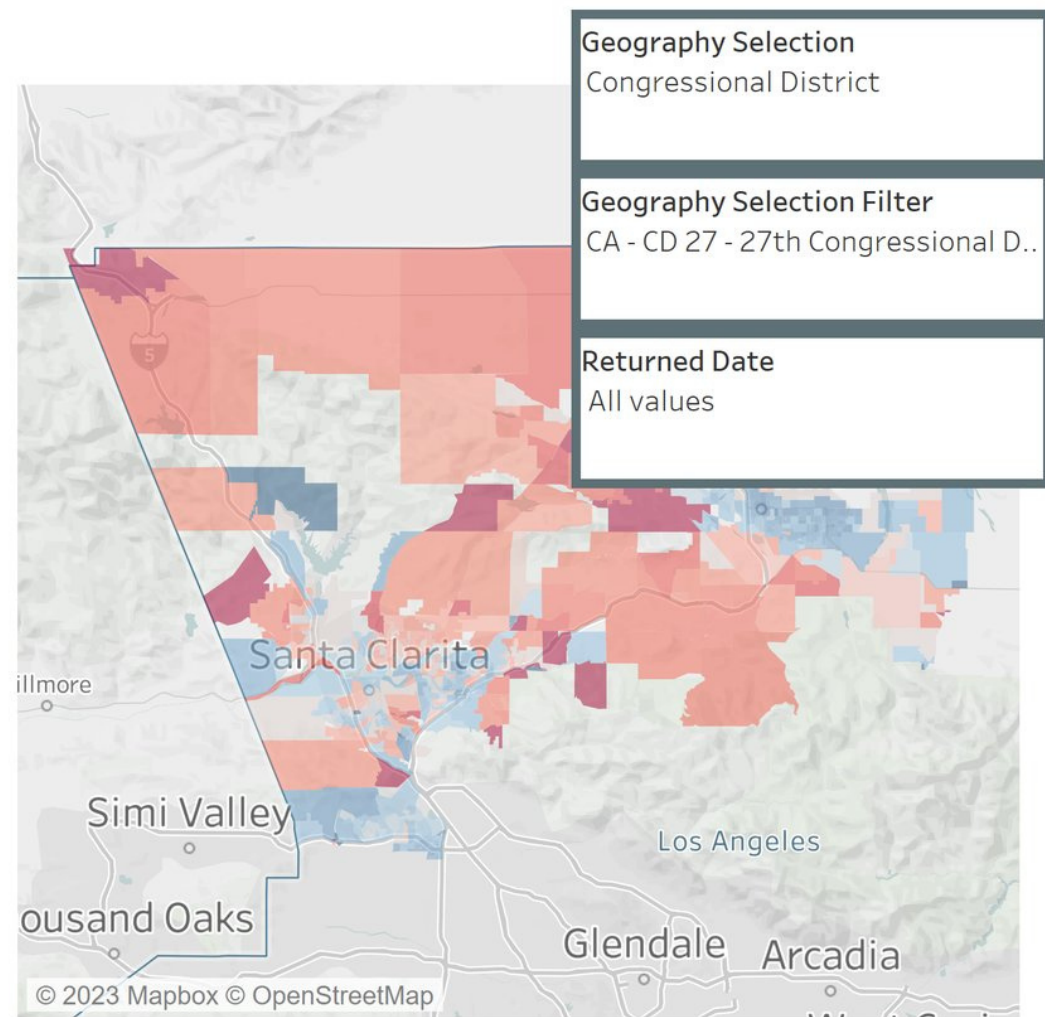 Geography Selection
Congressional District
Geography Selection Filter
CA - CD 27 - 27th Congressional D..
Returned Date
All values
5
Santa Clarita
illmore
Simi Valley
Los Angeles
ousand Oaks
Glendale
Arcadia
© 2023 Mapbox © OpenStreetMap